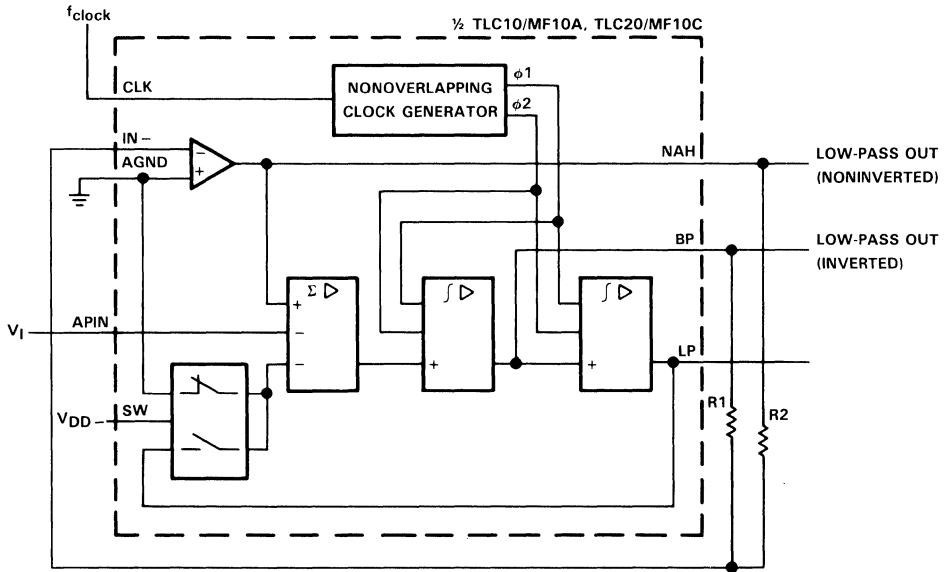 fclock
½ TLC10/MF10A, TLC20/MF10C
CLK
NONOVERLAPPING
CLOCK GENERATOR
ϕ1
ϕ2
IN −
AGND
−
+
NAH
LOW-PASS OUT
(NONINVERTED)
BP
LOW-PASS OUT
(INVERTED)
Σ ▷
∫ ▷
∫ ▷
+
VI
APIN
−
−
+
+
LP
VDD −
SW
R1
R2